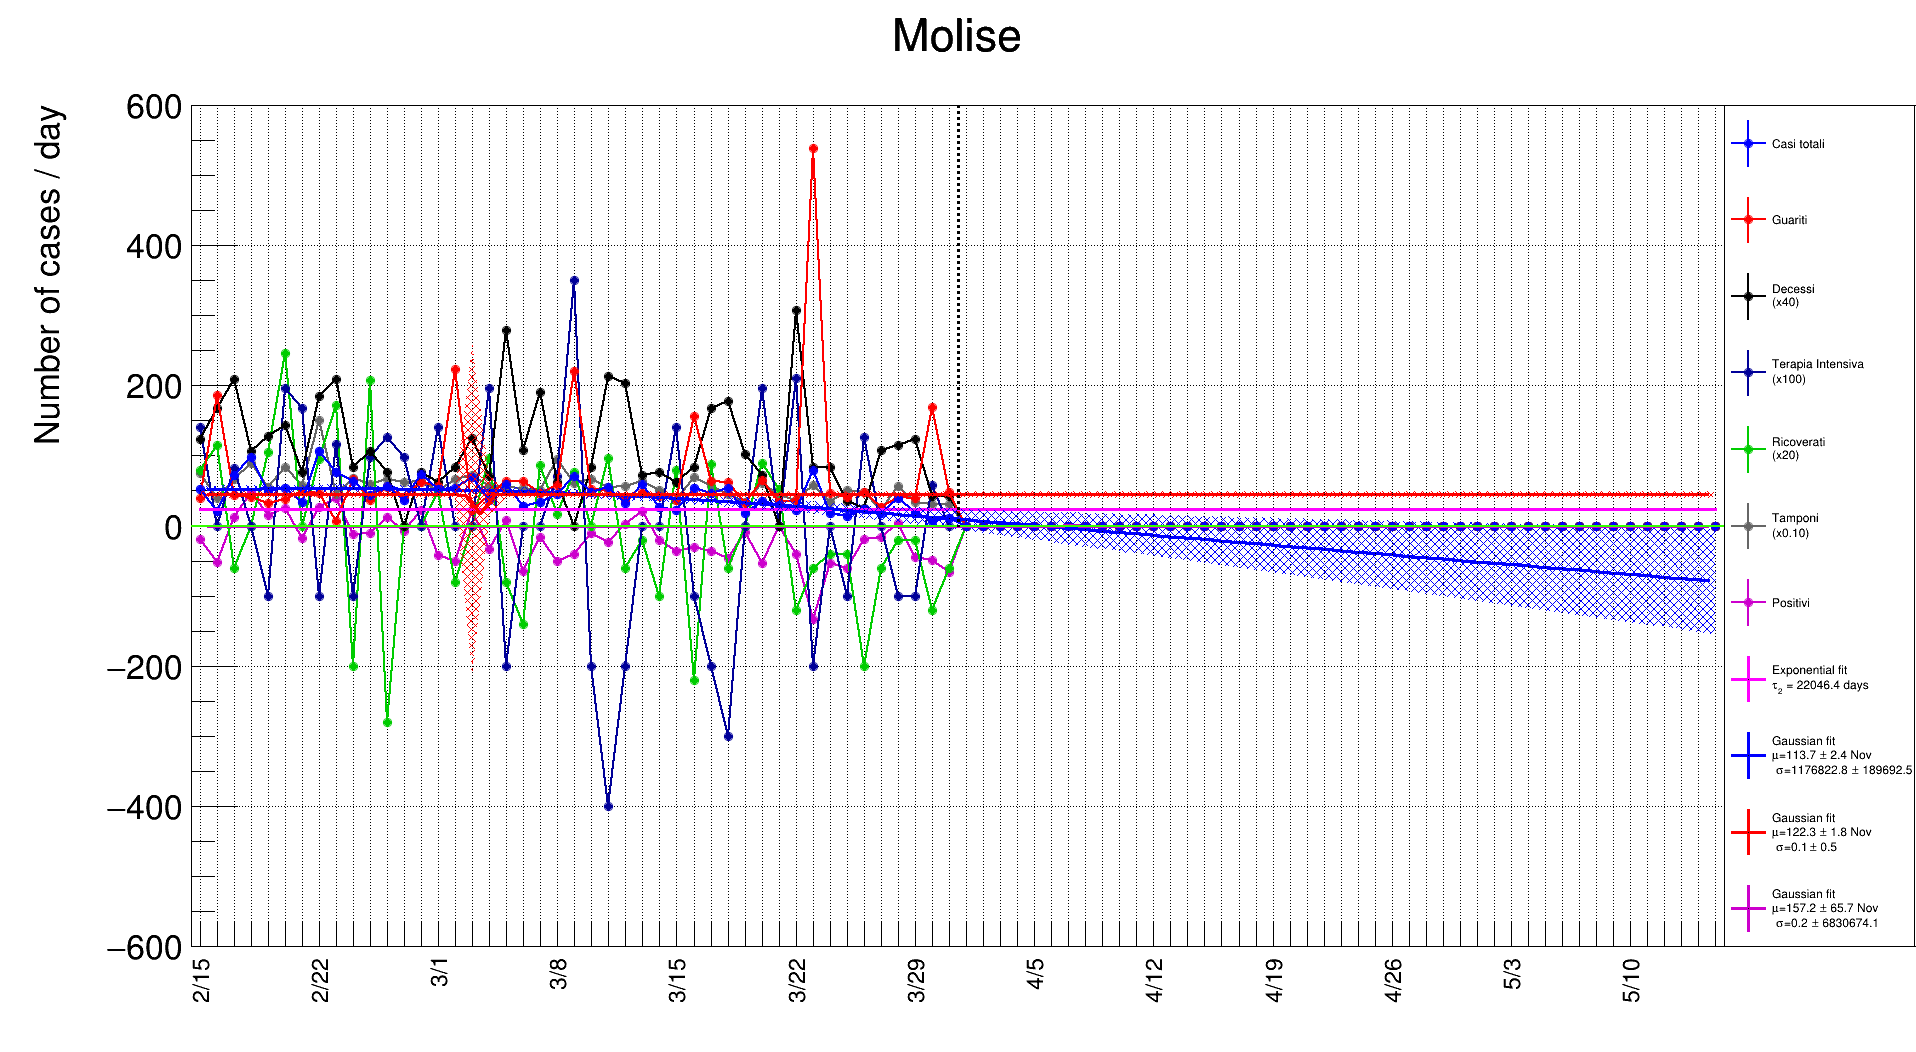 Molise
Number of cases / day
600
400
200
0
−200
−400
−600
2/15
2/22
3/1
3/8
3/15
3/22
3/29
4/5
4/12
4/19
4/26
5/3
5/10
Casi totali
Guariti
Decessi
(x40)
Terapia Intensiva
(x100)
Ricoverati
(x20)
Tamponi
(x0.10)
Positivi
Exponential fit
τ2 = 22046.4 days
Gaussian fit
μ=113.7 ± 2.4 Nov
σ=1176822.8 ± 189692.5
Gaussian fit
μ=122.3 ± 1.8 Nov
σ=0.1 ± 0.5
Gaussian fit
μ=157.2 ± 65.7 Nov
σ=0.2 ± 6830674.1